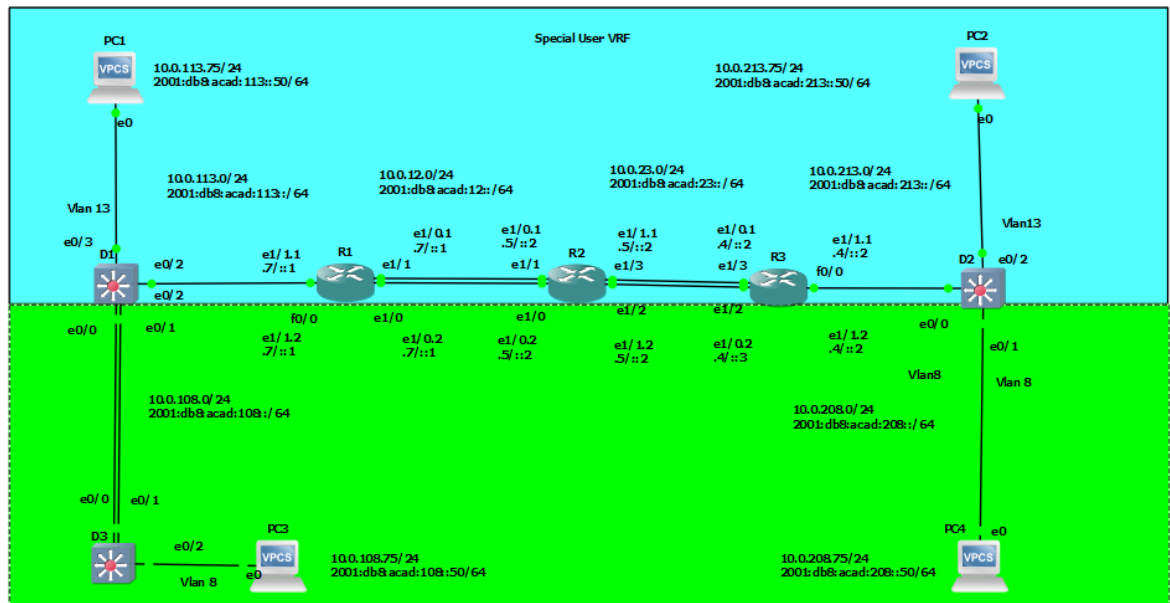 Special User VRF
PC1
VPCS
10.0.113.75/24
2001:db8:acad:113::50/64
e0
PC2
VPCS
10.0.213.75/24
2001:db8:acad:213::50/64
e0
10.0.113.0/24
2001:db8:acad:113::/64
10.0.12.0/24
2001:db8:acad:12::/64
10.0.23.0/24
2001:db8:acad:23::/64
10.0.213.0/24
2001:db8:acad:213::/64
Vlan 13
Vlan13
e0/3
D1
e0/2
e0/2
e1/1.1
.7/::1
R1
e1/0.1
.7/::1
e1/1
e1/0.1
.5/::2
e1/1
R2
e1/1.1
.5/::2
e1/3
e0/1.1
.4/::2
e1/3
R3
e1/1.1
.4/::2
f0/0
D2
e0/2
e0/0
e0/1
f0/0
e1/0
e1/0
e1/2
e1/2
e0/0
e0/1
e1/1.2
.7/::1
e1/0.2
.7/::1
e0/0.2
.5/::2
e1/1.2
.5/::2
e0/0.2
.4/::3
e1/1.2
.4/::2
Vlan8
Vlan 8
10.0.108.0/24
2001:db8:acad:108::/64
10.0.208.0/24
2001:db8:acad:208::/64
e0/0
e0/1
D3
e0/2
Vlan 8
PC3
VPCS
e0
10.0.108.75/24
2001:db8:acad:108::50/64
PC4
VPCS
e0
10.0.208.75/24
2001:db8:acad:208::50/64